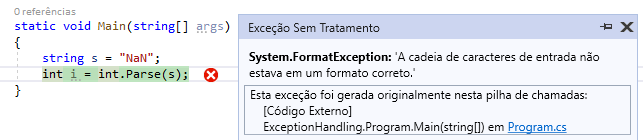 0 referências
static void Main(string[] args)
{
string s = "NaN";
int i = int.Parse(s);
}
Exceção Sem Tratamento
System.FormatException: 'A cadeia de caracteres de entrada não
estava em um formato correto.'
Esta exceção foi gerada originalmente nesta pilha de chamadas:
[Código Externo]
ExceptionHandling.Program.Main(string[]) em Program.cs